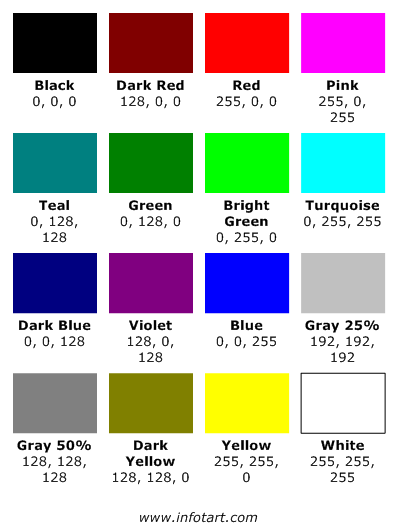 Black
0, 0, 0
Dark Red
128, 0, 0
Red
255, 0, 0
Pink
255, 0,
255
Teal
0, 128,
128
Green
0, 128, 0
Bright
Green
0, 255, 0
Turquoise
0, 255, 255
Dark Blue
0, 0, 128
Violet
128, 0,
128
Blue
0, 0, 255
Gray 25%
192, 192,
192
Gray 50%
128, 128,
128
Dark
Yellow
128, 128, 0
Yellow
255, 255,
0
White
255, 255,
255
www.infotart.com